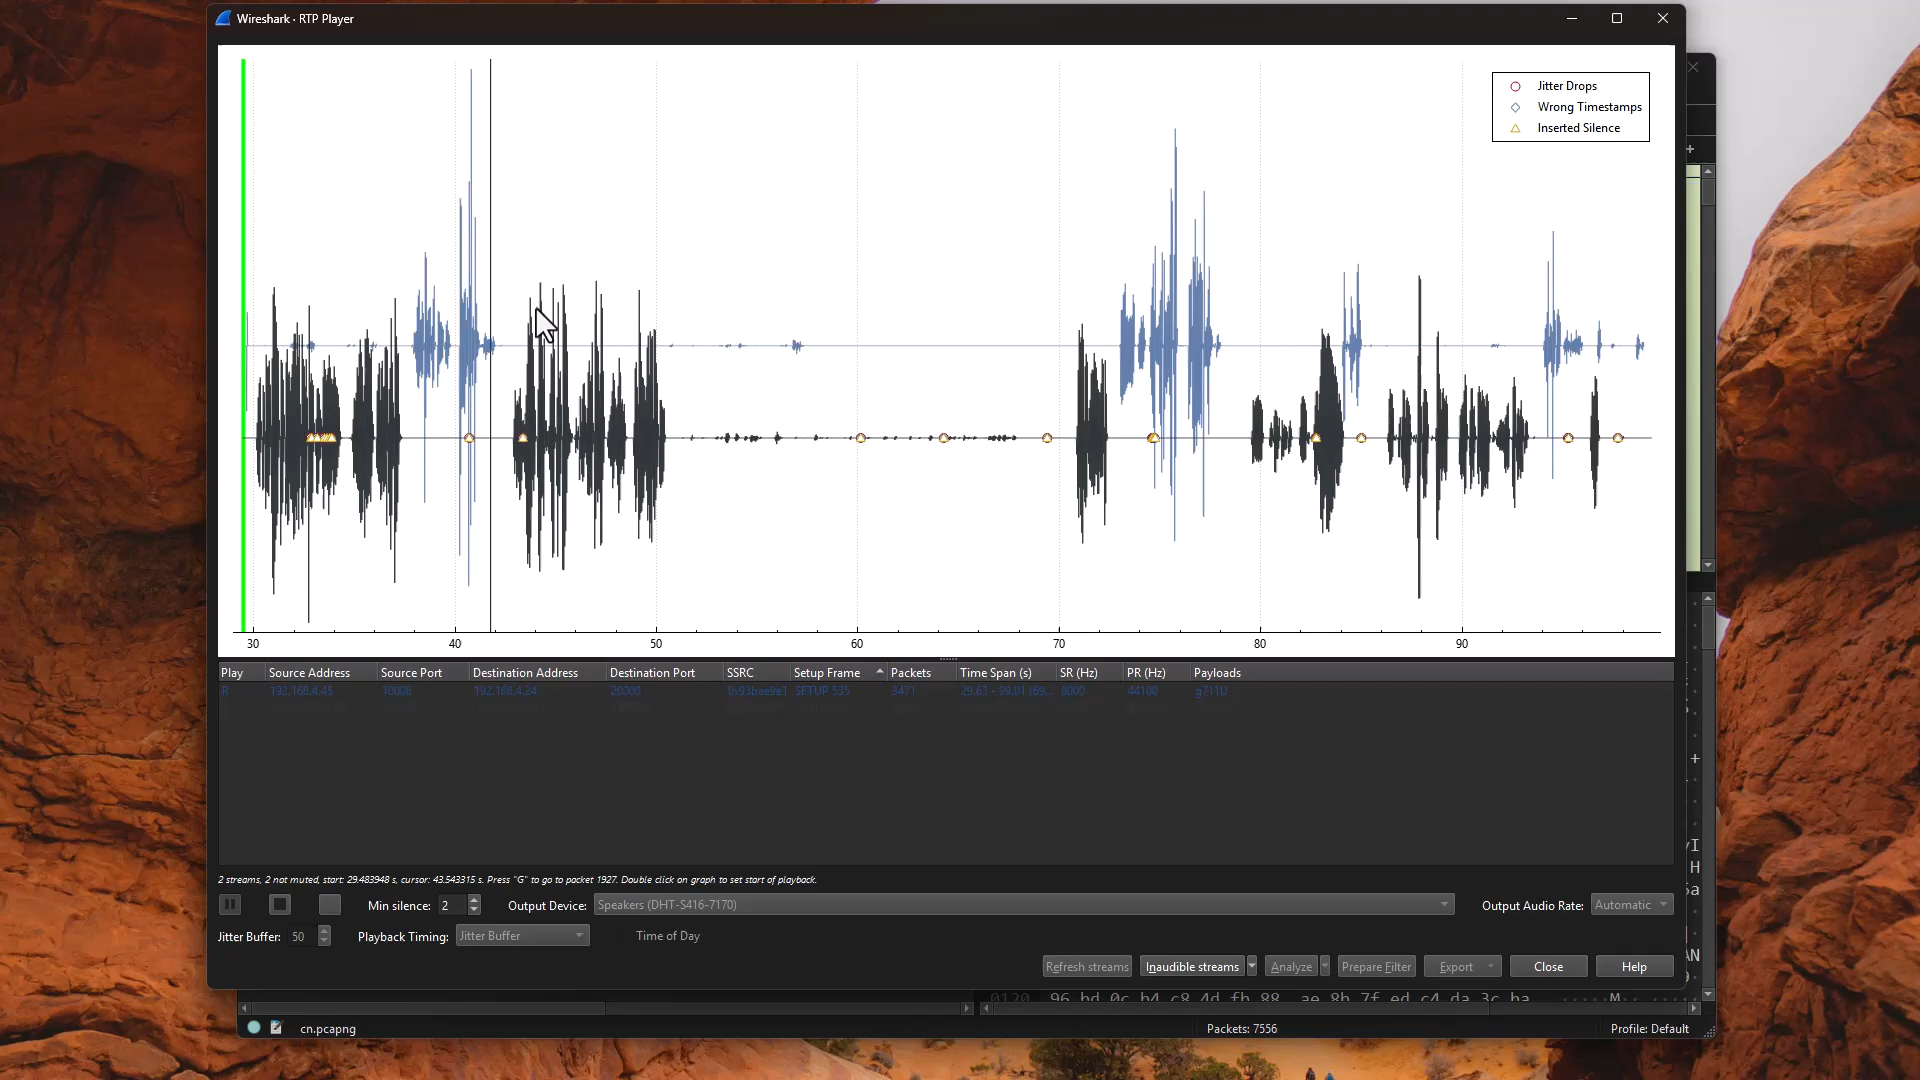 Wireshark · RTP Player
Jitter Drops
Wrong Timestamps
Inserted Silence
30 40 50 60 70 80 90
Play Source Address Source Port Destination Address Destination Port SSRC Setup Frame Packets Time Span (s) SR (Hz) PR (Hz) Payloads
R 192.168.4.45 10006 192.168.4.24 20000 0x93bae9e1 SETUP 535 3471 29.63 - 99.01 (69... 8000 44100 g711U
2 streams, 2 not muted, start: 29.483948 s, cursor: 43.543315 s. Press "G" to go to packet 1927. Double click on graph to set start of playback.
Min silence: 2 Output Device: Speakers (DHT-S416-7170) Output Audio Rate: Automatic
Jitter Buffer: 50 Playback Timing: Jitter Buffer Time of Day
Refresh streams Inaudible streams Analyze Prepare Filter Export Close Help
cn.pcapng Packets: 7556 Profile: Default